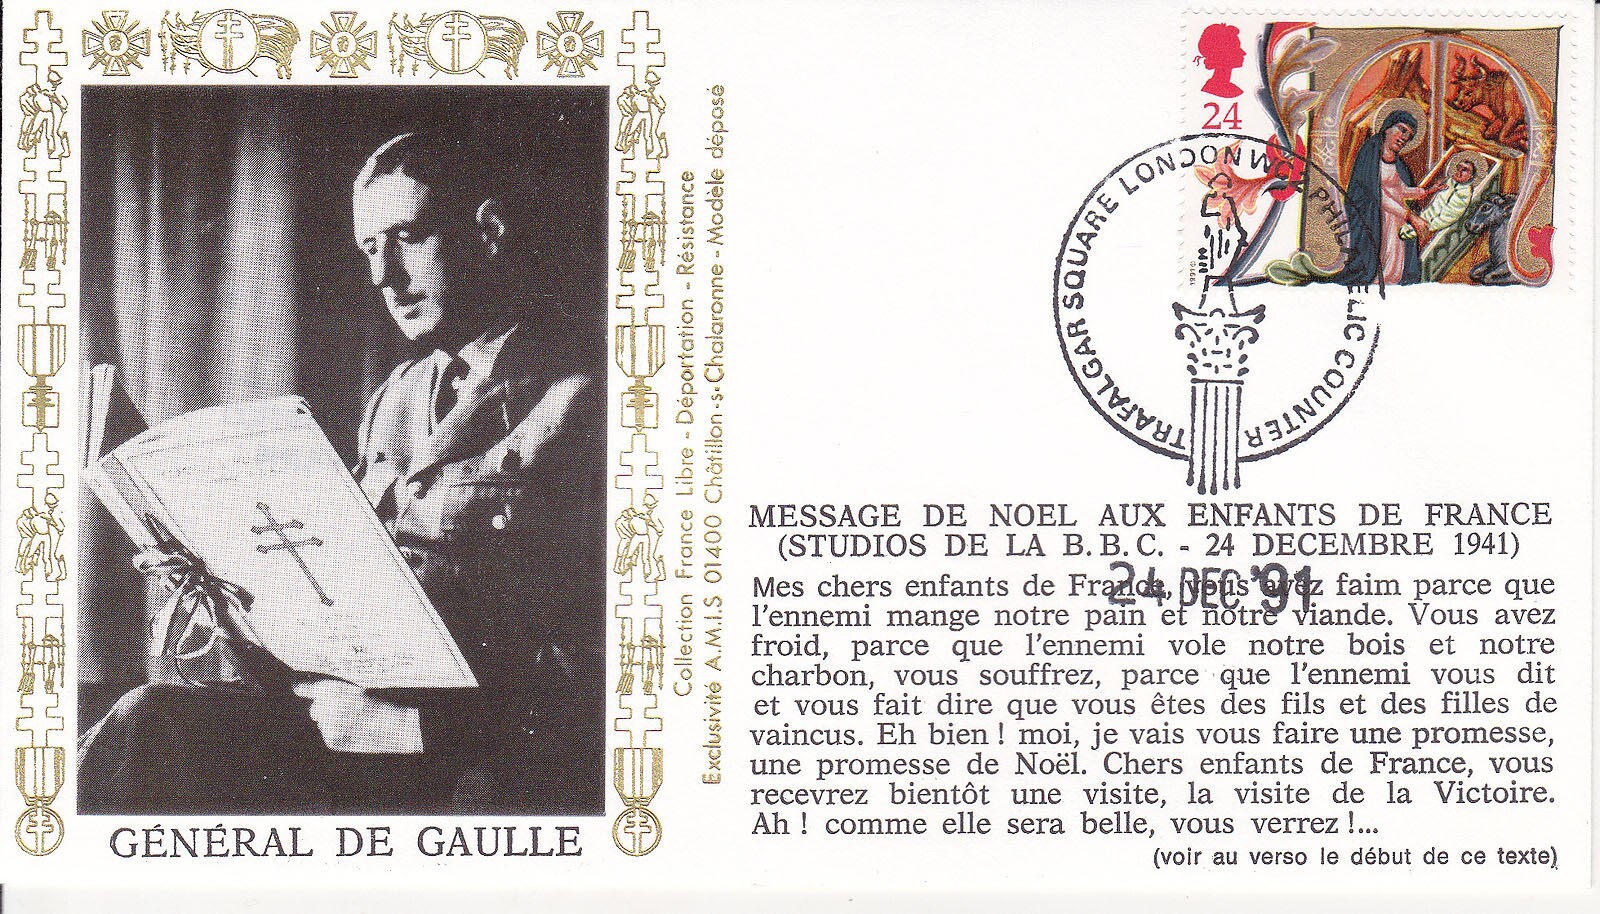 GÉNÉRAL DE GAULLE
Collection France Libre - Déportation - Résistance
Exclusivité A.M.I.S 01400 Châtillon-s-Chalaronne - Modèle déposé
24
TRAFALGAR SQUARE LONDON WC PHILATELIC COUNTER
MESSAGE DE NOEL AUX ENFANTS DE FRANCE
(STUDIOS DE LA B.B.C. - 24 DECEMBRE 1941)
24 DEC '91
Mes chers enfants de France, vous avez faim parce que
l'ennemi mange notre pain et notre viande. Vous avez
froid, parce que l'ennemi vole notre bois et notre
charbon, vous souffrez, parce que l'ennemi vous dit
et vous fait dire que vous êtes des fils et des filles de
vaincus. Eh bien ! moi, je vais vous faire une promesse,
une promesse de Noël. Chers enfants de France, vous
recevrez bientôt une visite, la visite de la Victoire.
Ah ! comme elle sera belle, vous verrez !...
(voir au verso le début de ce texte)